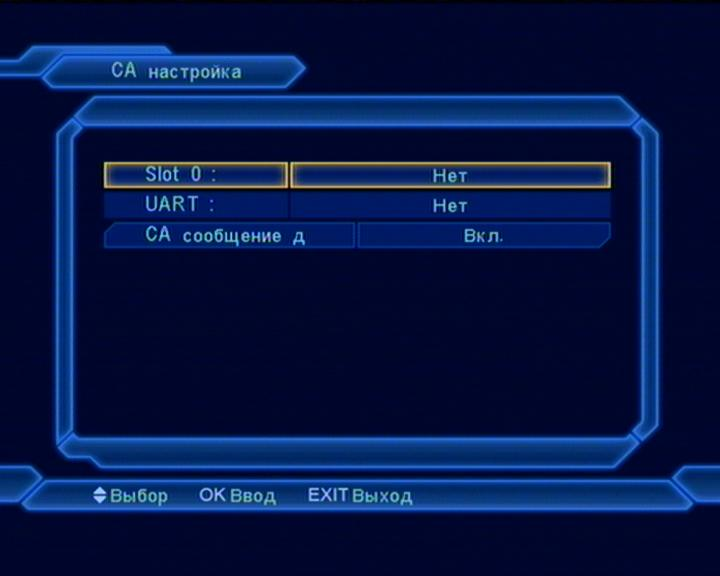 CA настройка
Slot 0 : Нет
UART : Нет
CA сообщение д Вкл.
Выбор OK Ввод EXIT Выход